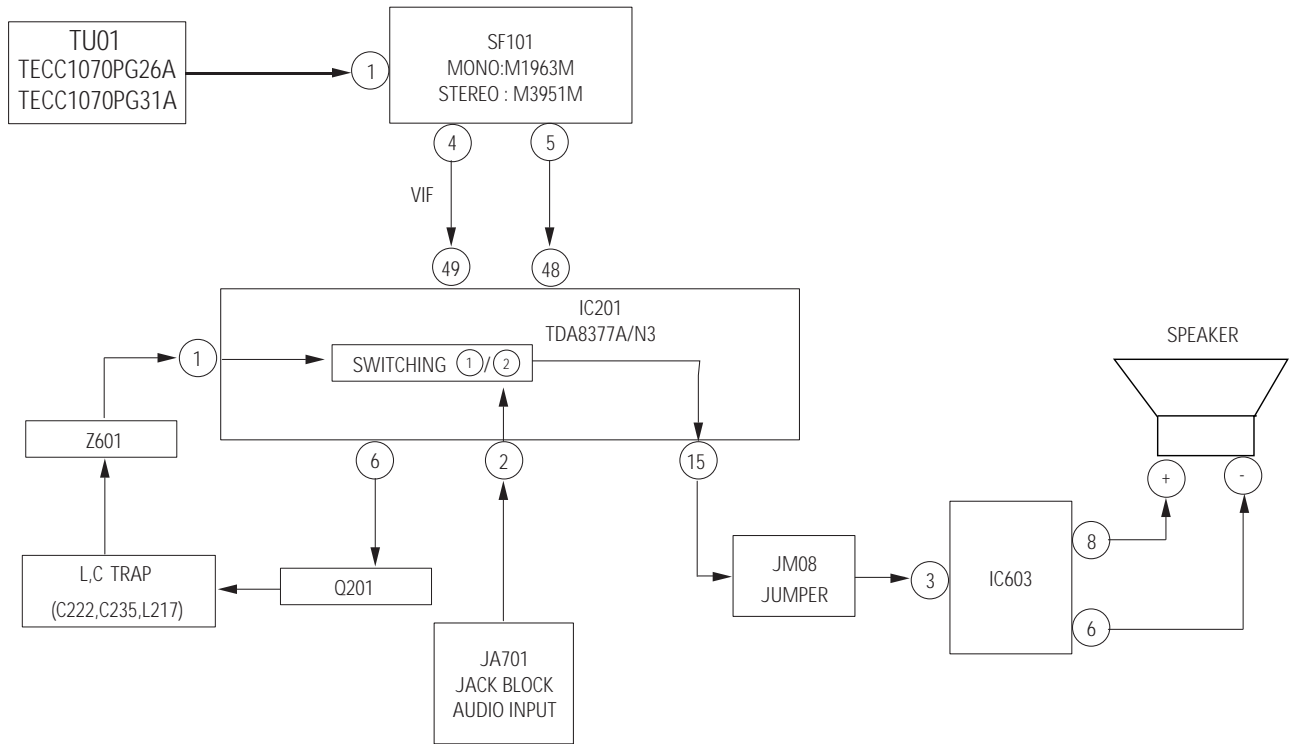 TU01
TECC1070PG26A
TECC1070PG31A
1
SF101
MONO:M1963M
STEREO : M3951M
4
5
VIF
49
48
IC201
TDA8377A/N3
1
SWITCHING 1/2
SPEAKER
Z601
6
2
15
+
-
L,C TRAP
(C222,C235,L217)
Q201
JM08
JUMPER
3
IC603
8
6
JA701
JACK BLOCK
AUDIO INPUT